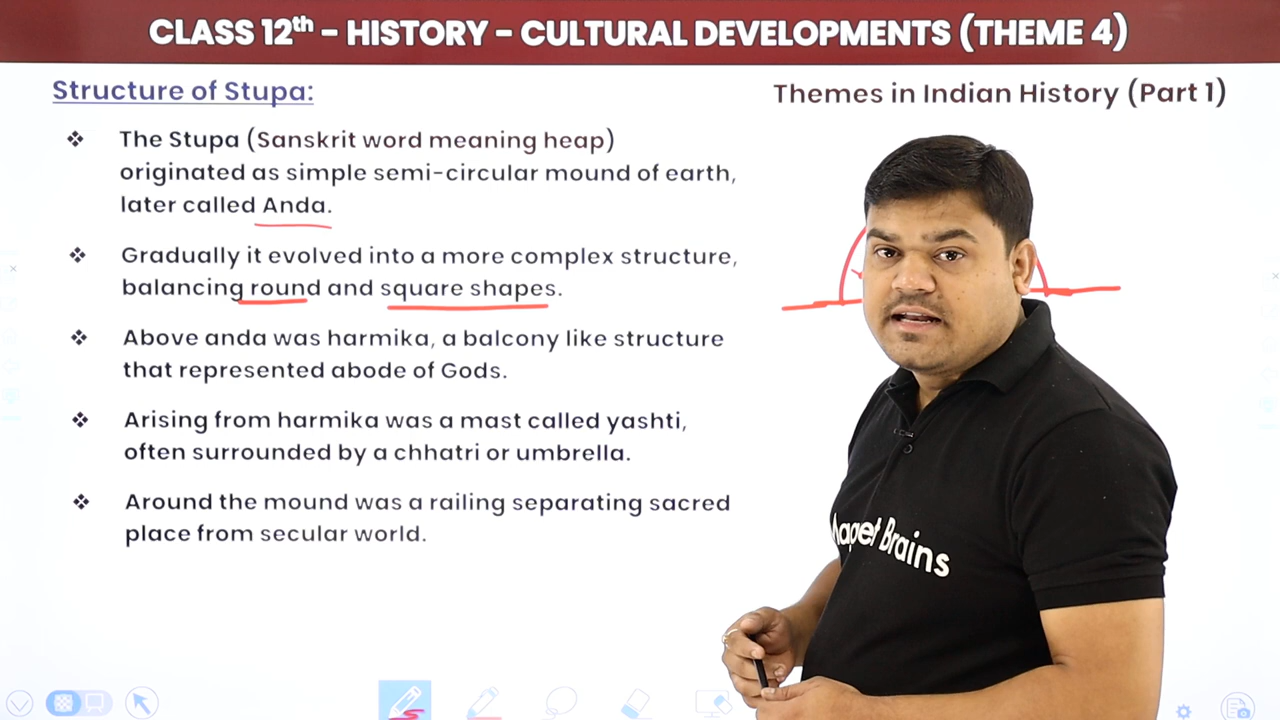 CLASS 12th - HISTORY - CULTURAL DEVELOPMENTS (THEME 4)
Structure of Stupa:
Themes in Indian History (Part 1)
❖ The Stupa (Sanskrit word meaning heap)
originated as simple semi-circular mound of earth,
later called Anda.
❖ Gradually it evolved into a more complex structure,
balancing round and square shapes.
❖ Above anda was harmika, a balcony like structure
that represented abode of Gods.
❖ Arising from harmika was a mast called yashti,
often surrounded by a chhatri or umbrella.
❖ Around the mound was a railing separating sacred
place from secular world.
Brains